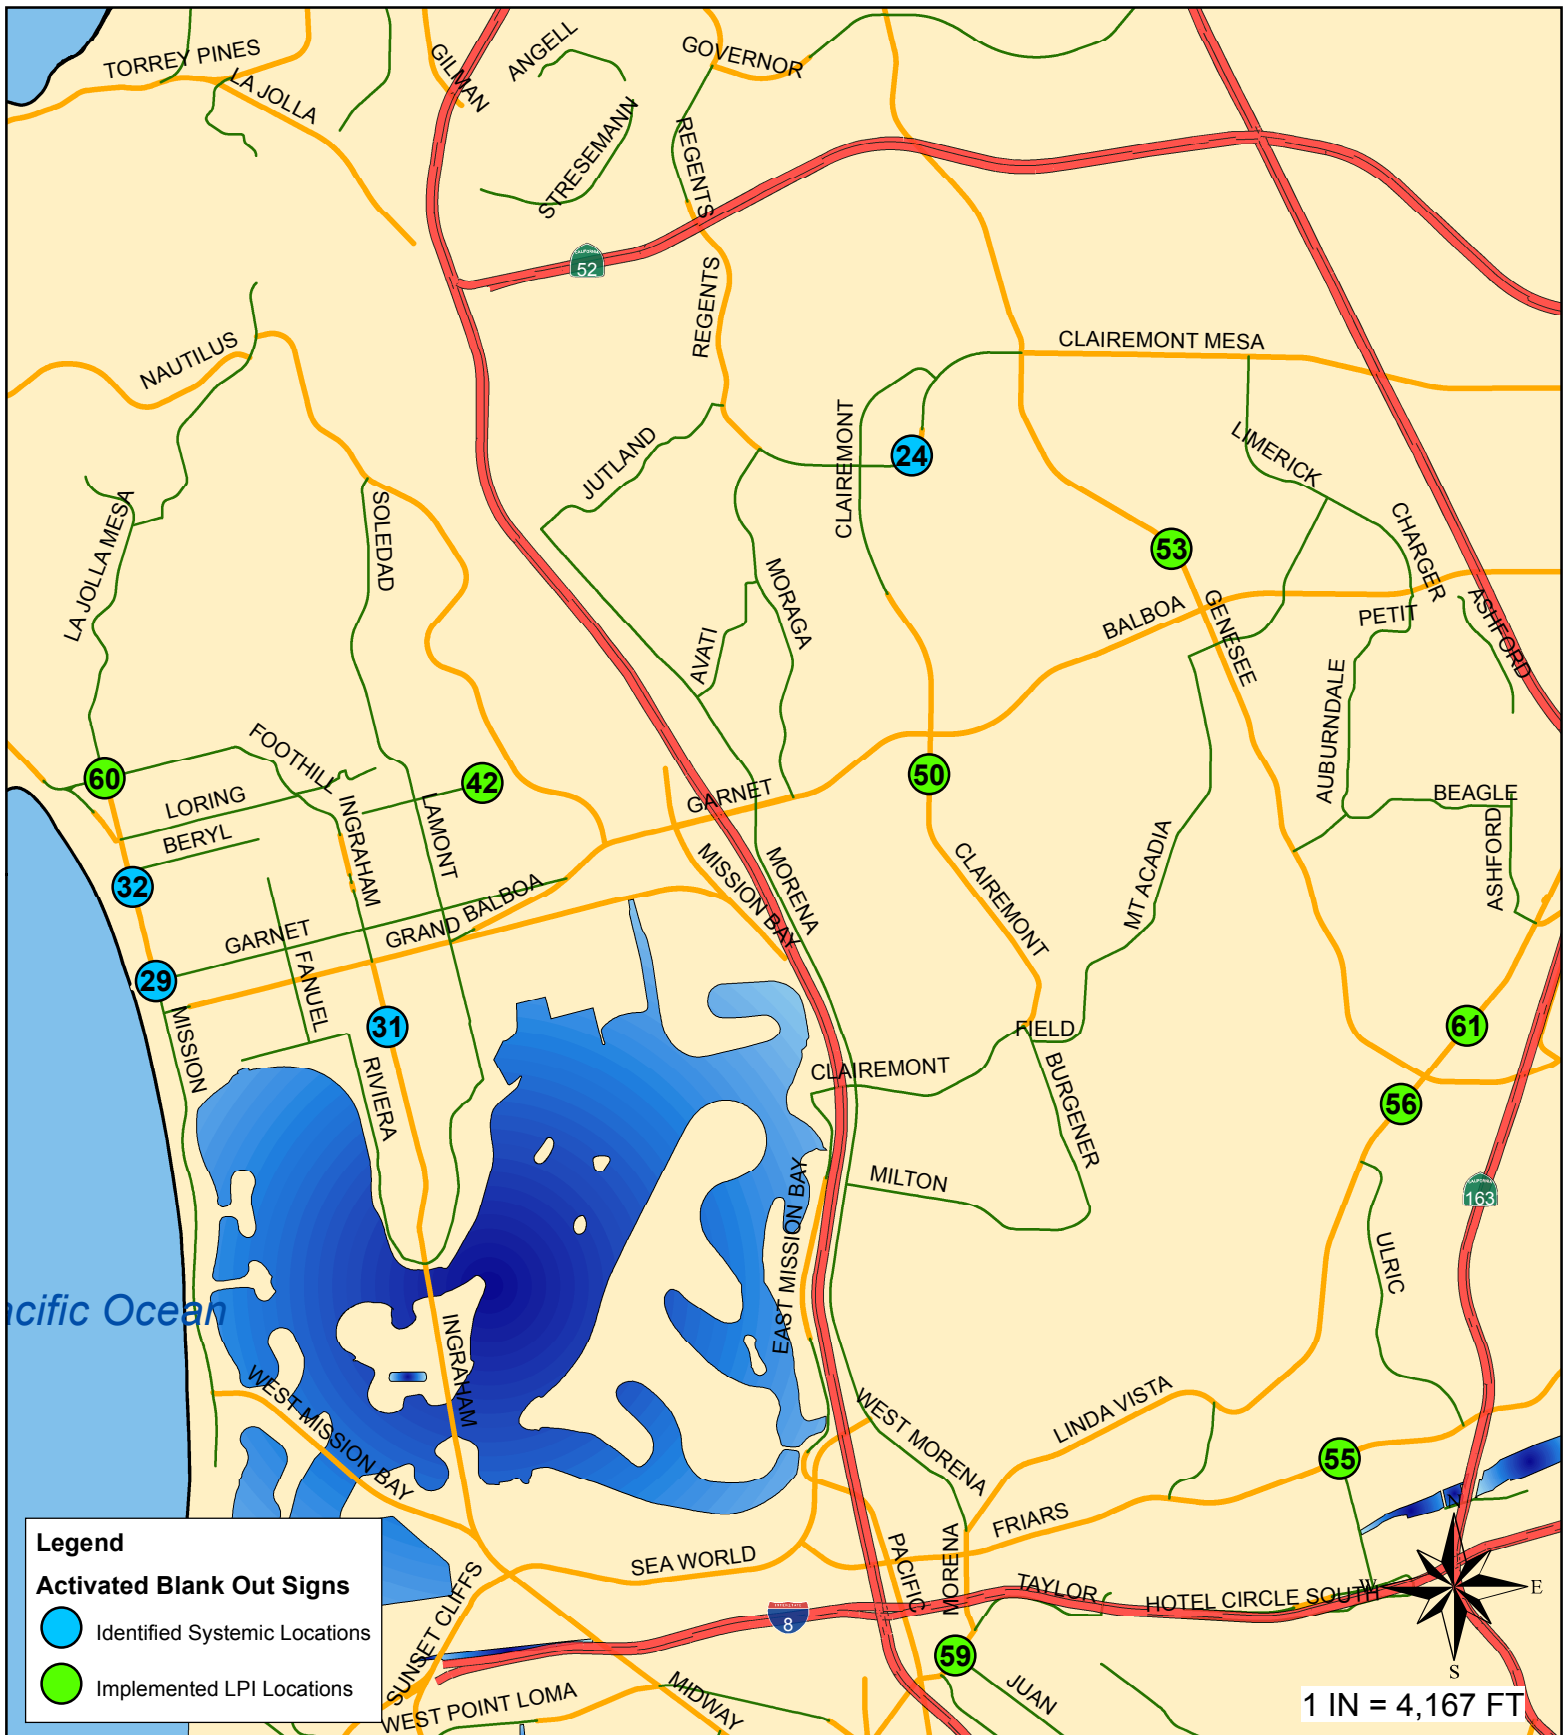 TORREY PINES
LA JOLLA
GILMAN
ANGELL
STRESEMANN
GOVERNOR
REGENTS
CALIFORNIA
52
REGENTS
NAUTILUS
CLAIREMONT MESA
JUTLAND
CLAIREMONT
24
LIMERICK
LA JOLLA MESA
SOLEDAD
53
CHARGER
MORAGA
AVATI
BALBOA
GENESEE
PETIT
ASHFORD
AUBURNDALE
60
FOOTHILL
42
50
LORING
INGRAHAM
LAMONT
GARNET
BEAGLE
BERYL
ASHFORD
32
MISSION BAY
MORENA
CLAIREMONT
MT ACADIA
GARNET
GRAND
BALBOA
29
FANUEL
31
MISSION
RIVIERA
FIELD
61
CLAIREMONT
BURGENER
56
MILTON
EAST MISSION BAY
CALIFORNIA
163
ULRIC
acific Ocean
INGRAHAM
WEST MISSION BAY
WEST MORENA
LINDA VISTA
55
N
FRIARS
SEA WORLD
PACIFIC
MORENA
TAYLOR
HOTEL CIRCLE SOUTH
W
E
S
INTERSTATE
8
SUNSET CLIFFS
59
JUAN
WEST POINT LOMA
MIDWAY
Legend
Activated Blank Out Signs
Identified Systemic Locations
Implemented LPI Locations
1 IN = 4,167 FT